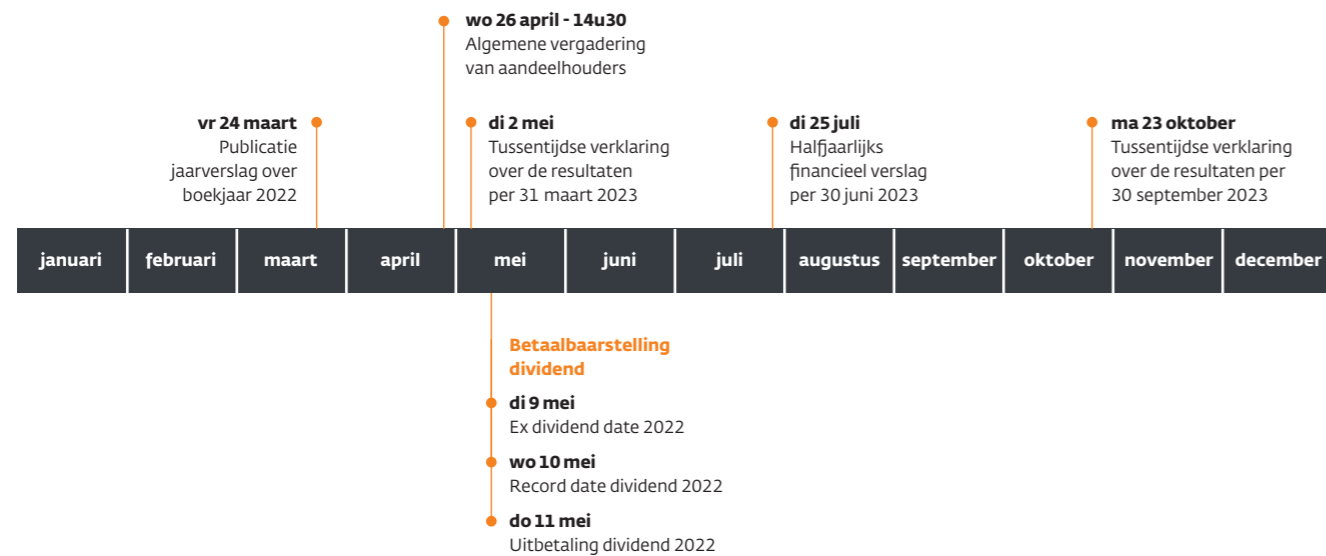 wo 26 april - 14u30
Algemene vergadering
van aandeelhouders
vr 24 maart
Publicatie
jaarverslag over
boekjaar 2022
di 2 mei
Tussentijdse verklaring
over de resultaten
per 31 maart 2023
di 25 juli
Halfjaarlijks
financieel verslag
per 30 juni 2023
ma 23 oktober
Tussentijdse verklaring
over de resultaten per
30 september 2023
januari
februari
maart
april
mei
juni
juli
augustus
september
oktober
november
december
Betaalbaarstelling
dividend
di 9 mei
Ex dividend date 2022
wo 10 mei
Record date dividend 2022
do 11 mei
Uitbetaling dividend 2022